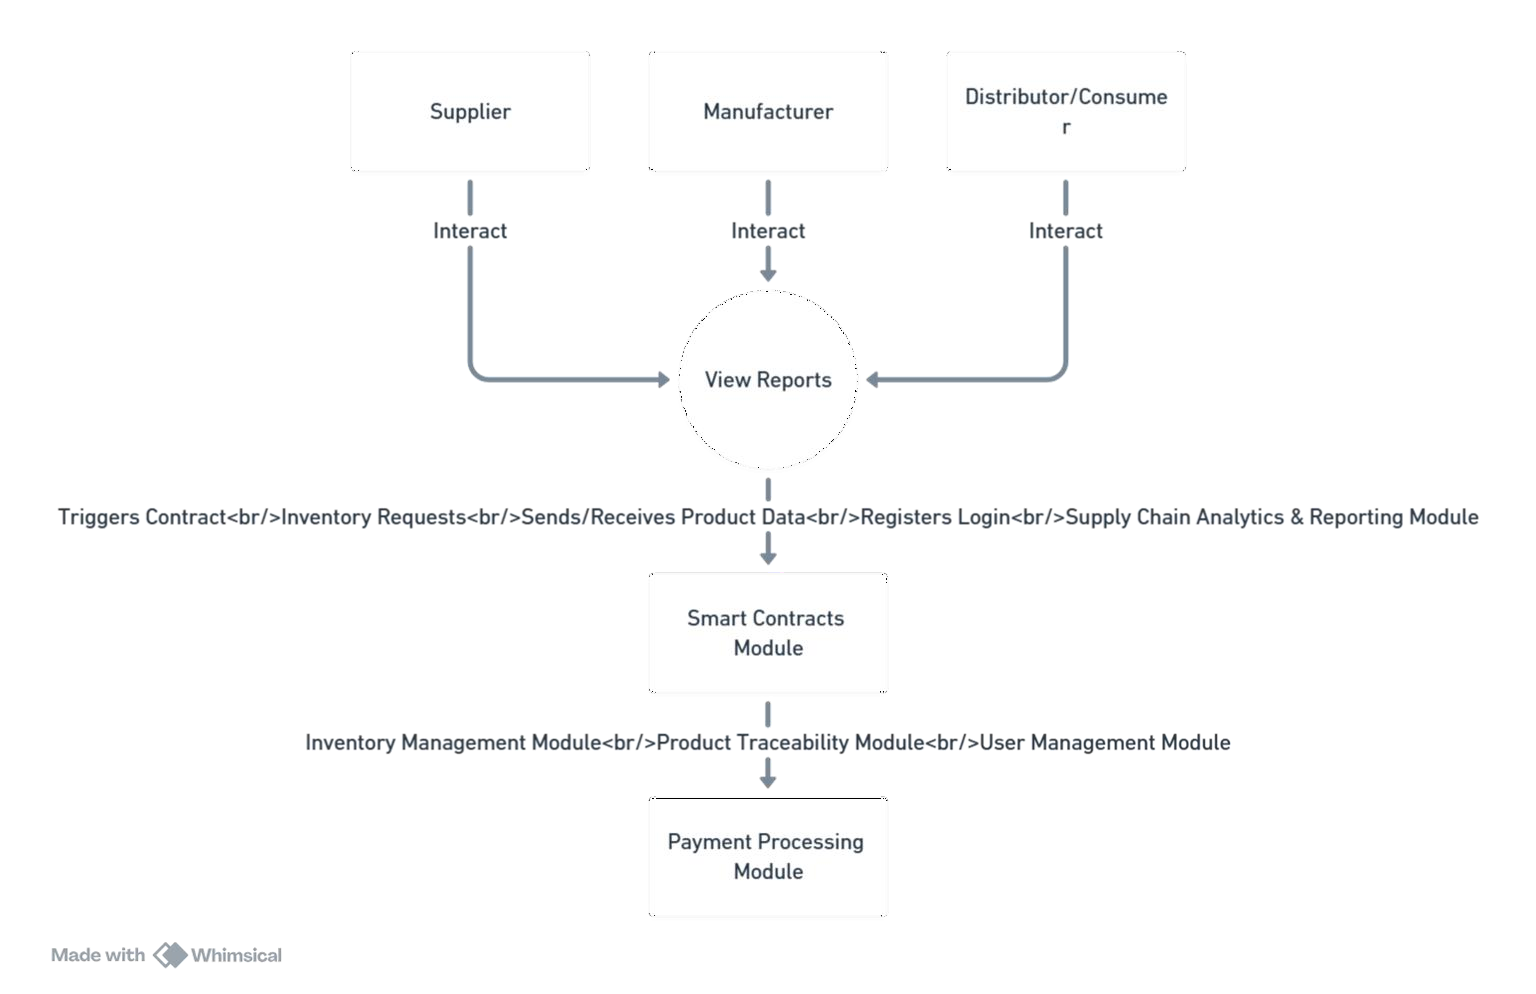 Supplier
Manufacturer
Distributor/Consume
r
Interact
Interact
Interact
View Reports
Triggers Contract<br/>Inventory Requests<br/>Sends/Receives Product Data<br/>Registers Login<br/>Supply Chain Analytics & Reporting Module
Smart Contracts
Module
Inventory Management Module<br/>Product Traceability Module<br/>User Management Module
Payment Processing
Module
Made with Whimsical